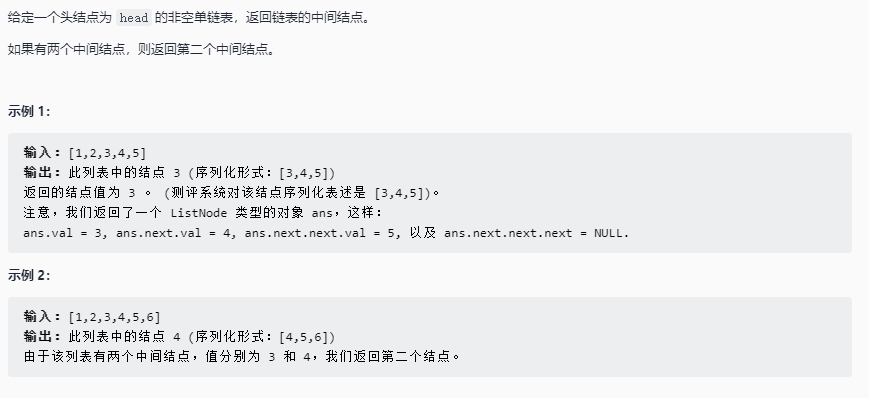 给定一个头结点为 head 的非空单链表，返回链表的中间结点。
如果有两个中间结点，则返回第二个中间结点。
示例 1：
输入：[1,2,3,4,5]
输出：此列表中的结点 3 (序列化形式：[3,4,5])
返回的结点值为 3 。 (测评系统对该结点序列化表述是 [3,4,5])。
注意，我们返回了一个 ListNode 类型的对象 ans，这样：
ans.val = 3, ans.next.val = 4, ans.next.next.val = 5, 以及 ans.next.next.next = NULL.
示例 2：
输入：[1,2,3,4,5,6]
输出：此列表中的结点 4 (序列化形式：[4,5,6])
由于该列表有两个中间结点，值分别为 3 和 4，我们返回第二个结点。